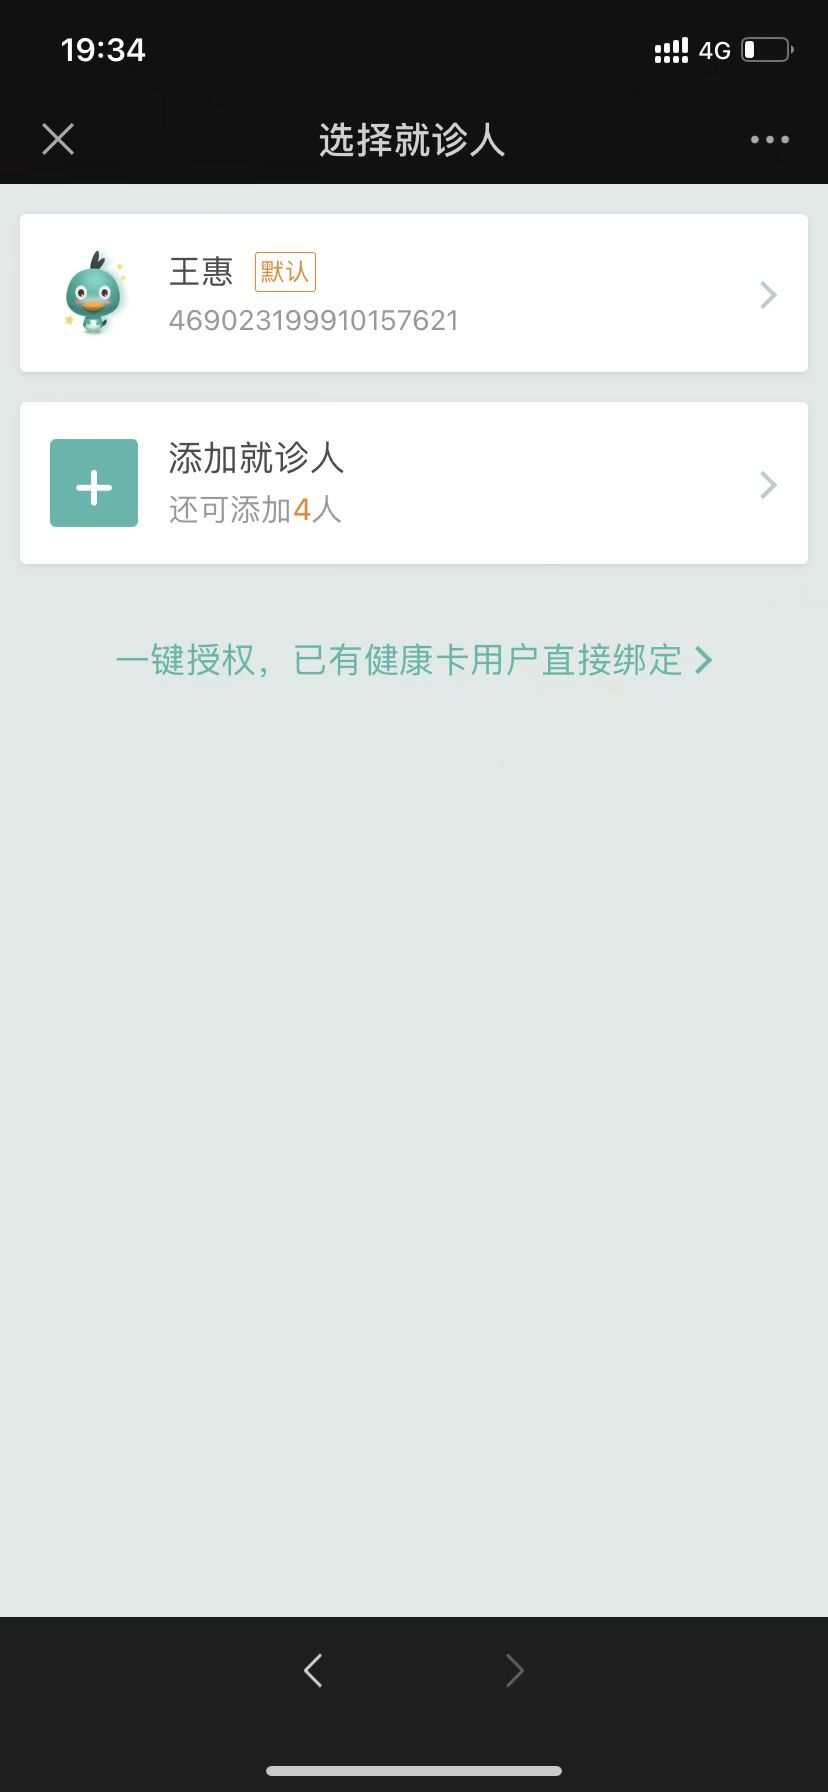 19:34
4G
选择就诊人
王惠 默认
469023199910157621
添加就诊人
还可添加4人
一键授权，已有健康卡用户直接绑定